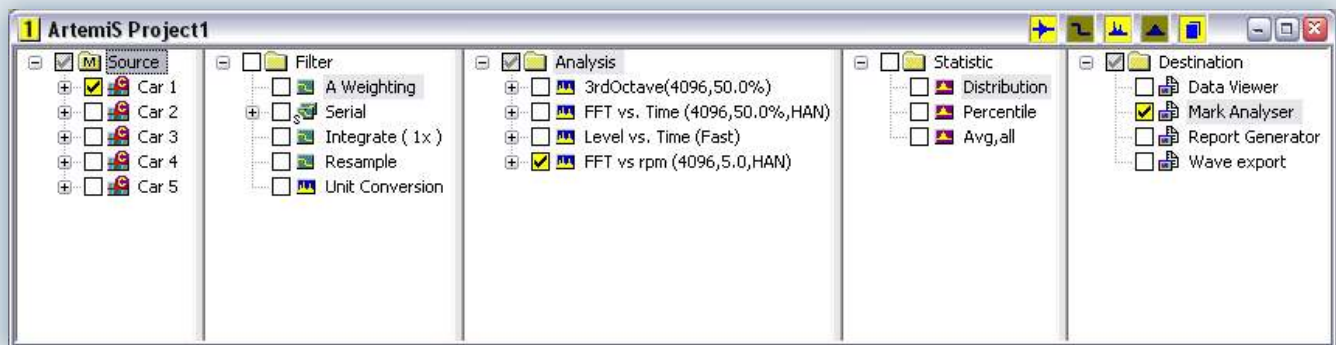 1 ArtemiS Project1
M Source
Car 1
Car 2
Car 3
Car 4
Car 5
Filter
A Weighting
S Serial
Integrate ( 1x )
Resample
Unit Conversion
Analysis
3rdOctave(4096,50.0%)
FFT vs. Time (4096,50.0%,HAN)
Level vs. Time (Fast)
FFT vs rpm (4096,5.0,HAN)
Statistic
Distribution
Percentile
Avg,all
Destination
Data Viewer
Mark Analyser
Report Generator
Wave export